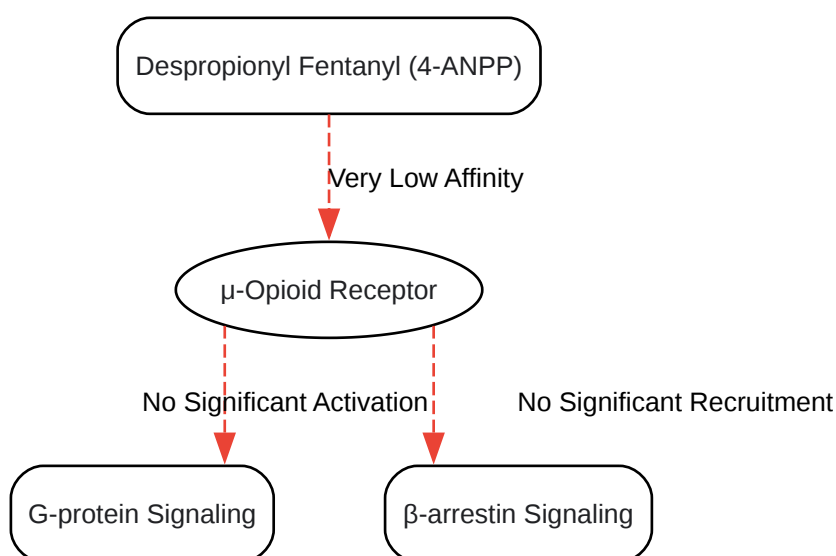 Despropionyl Fentanyl (4-ANPP)
Very Low Affinity
μ-Opioid Receptor
No Significant Activation
No Significant Recruitment
G-protein Signaling
β-arrestin Signaling